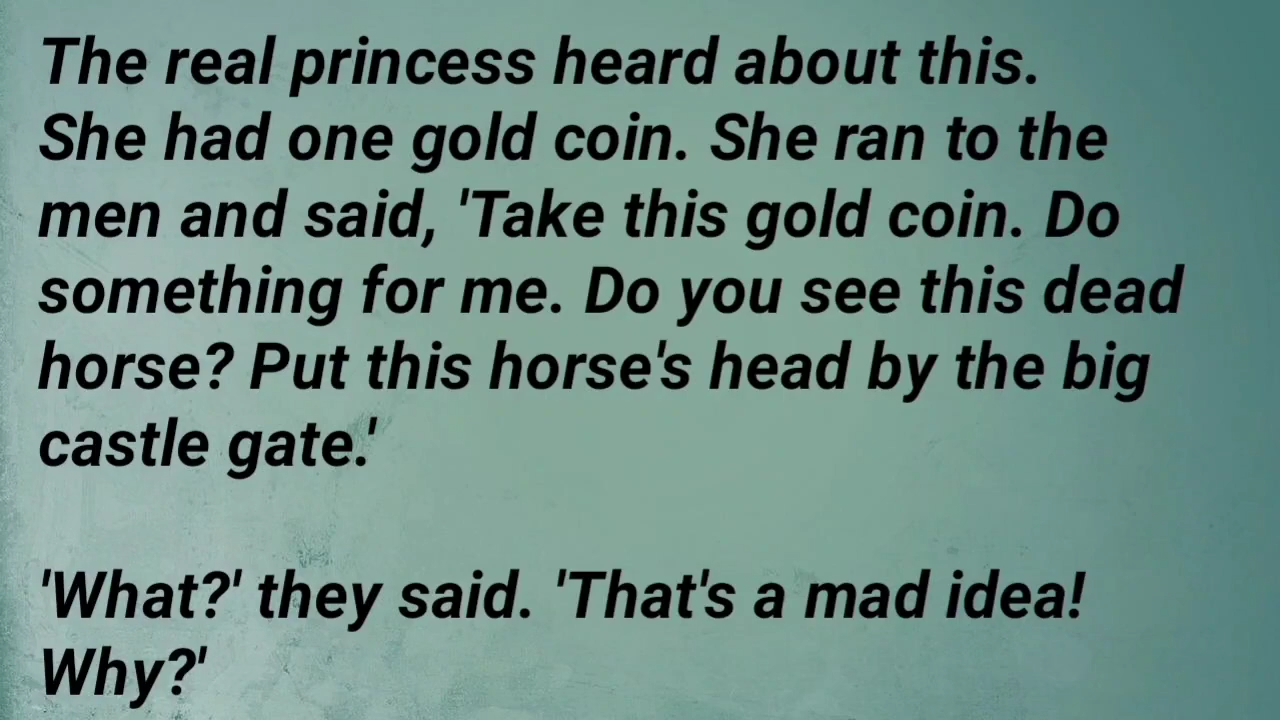 The real princess heard about this.
She had one gold coin. She ran to the
men and said, 'Take this gold coin. Do
something for me. Do you see this dead
horse? Put this horse's head by the big
castle gate.'
'What?' they said. 'That's a mad idea!
Why?'